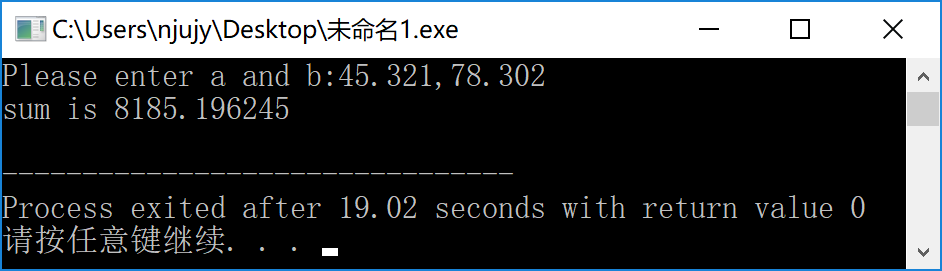 C:\Users\njujy\Desktop\未命名1.exe
Please enter a and b:45.321,78.302
sum is 8185.196245
--------------------------------
Process exited after 19.02 seconds with return value 0
请按任意键继续. . .